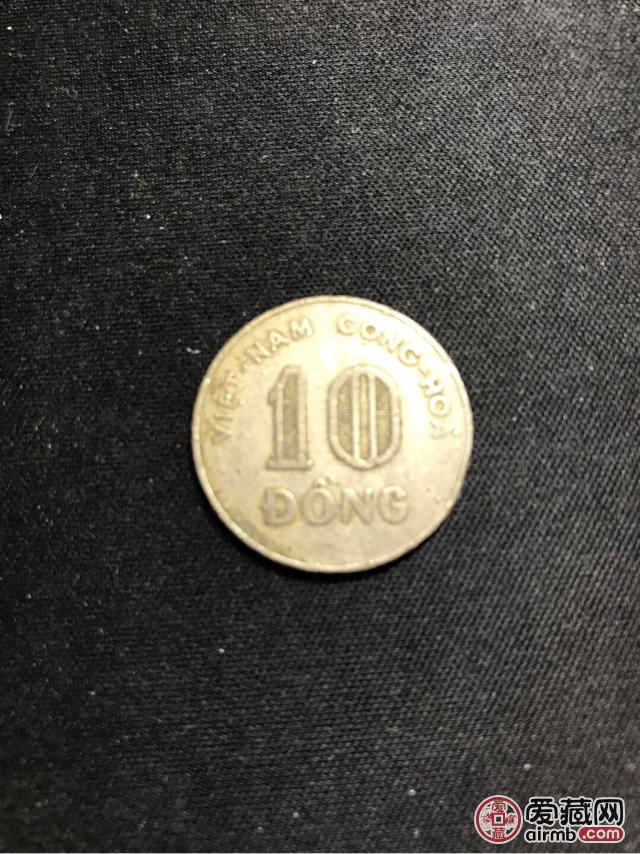 VIỆT-NAM CỘNG-HOÀ
10
ĐỒNG
爱藏网
airmb.com